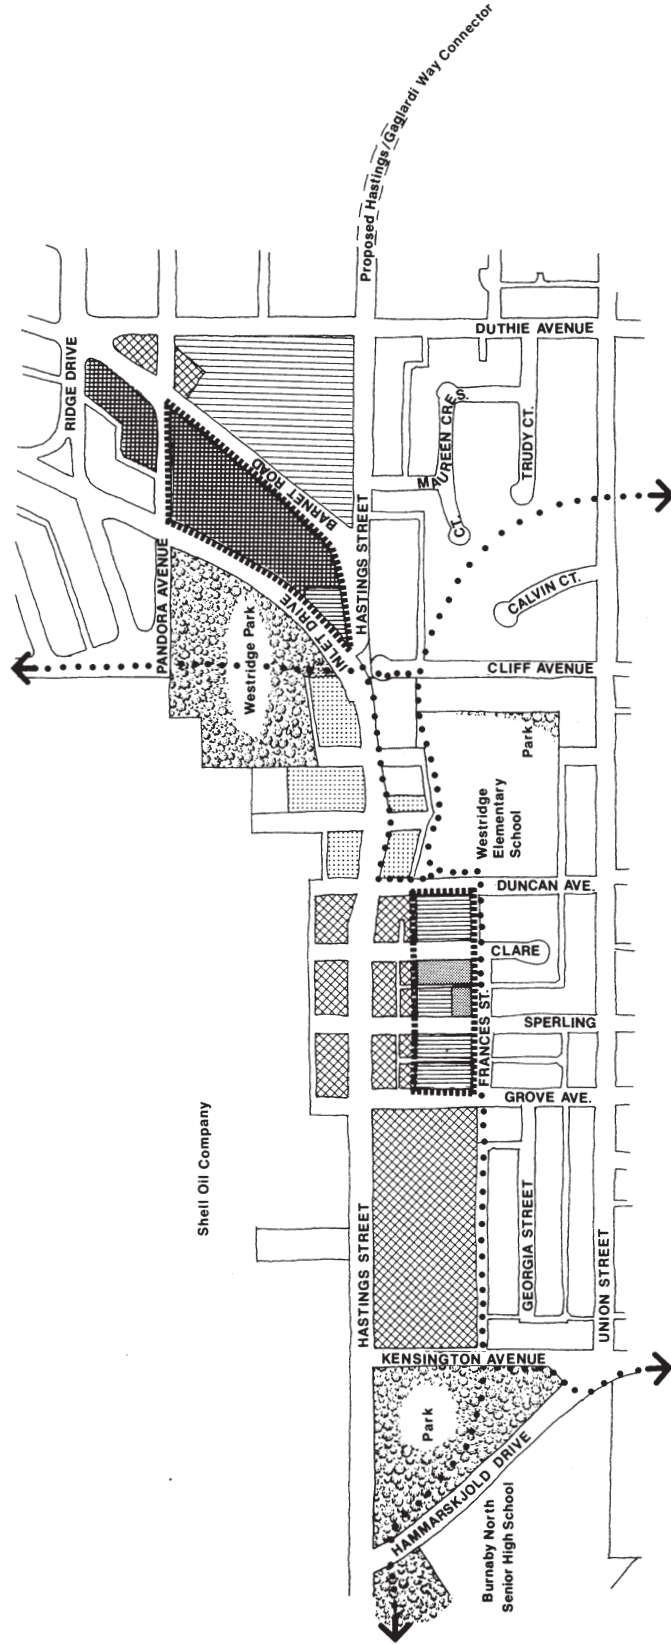 Proposed Hastings/Gaglardi Way Connector
DUTHIE AVENUE
RIDGE DRIVE
MAUREEN CRES.
TRUDY CT.
BARNET ROAD
HASTINGS STREET
CT.
PANDORA AVENUE
INLET DRIVE
CALVIN CT.
Westridge Park
CLIFF AVENUE
Park
Westridge
Elementary
School
DUNCAN AVE.
CLARE
FRANCES ST.
SPERLING
GROVE AVE.
Shell Oil Company
HASTINGS STREET
GEORGIA STREET
UNION STREET
KENSINGTON AVENUE
Park
HAMMARSKJOLD DRIVE
Burnaby North
Senior High School